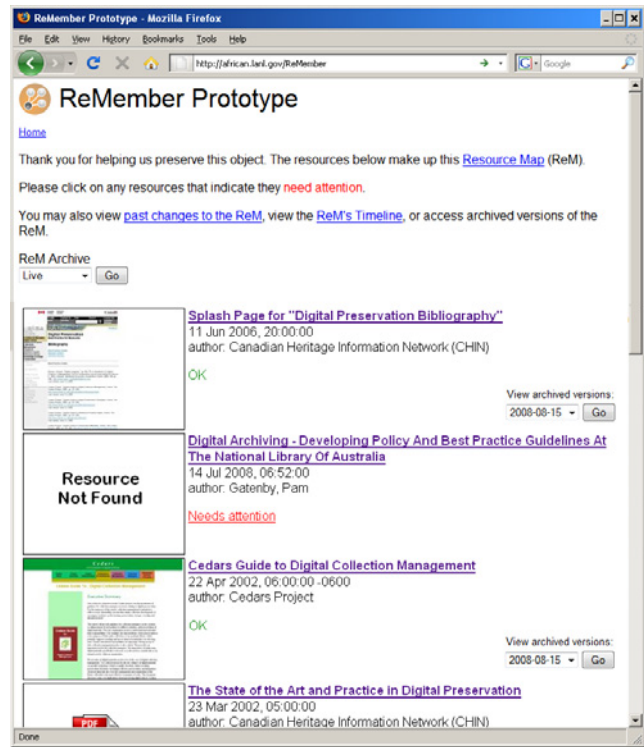 ReMember Prototype - Mozilla Firefox
File Edit View History Bookmarks Tools Help
http://african.lanl.gov/ReMember
Google
ReMember Prototype
Home
Thank you for helping us preserve this object. The resources below make up this Resource Map (ReM).
Please click on any resources that indicate they need attention.
You may also view past changes to the ReM, view the ReM's Timeline, or access archived versions of the
ReM.
ReM Archive
Live Go
Splash Page for "Digital Preservation Bibliography"
11 Jun 2006, 20:00:00
author: Canadian Heritage Information Network (CHIN)
OK
View archived versions:
2008-08-15 Go
Resource
Not Found
Digital Archiving - Developing Policy And Best Practice Guidelines At
The National Library Of Australia
14 Jul 2008, 06:52:00
author: Gatenby, Pam
Needs attention
Cedars
Cedars Guide to Digital Collection Management
22 Apr 2002, 06:00:00 -0600
author: Cedars Project
OK
View archived versions:
2008-08-15 Go
PDF
The State of the Art and Practice in Digital Preservation
23 Mar 2002, 05:00:00
author: Canadian Heritage Information Network (CHIN)
Done